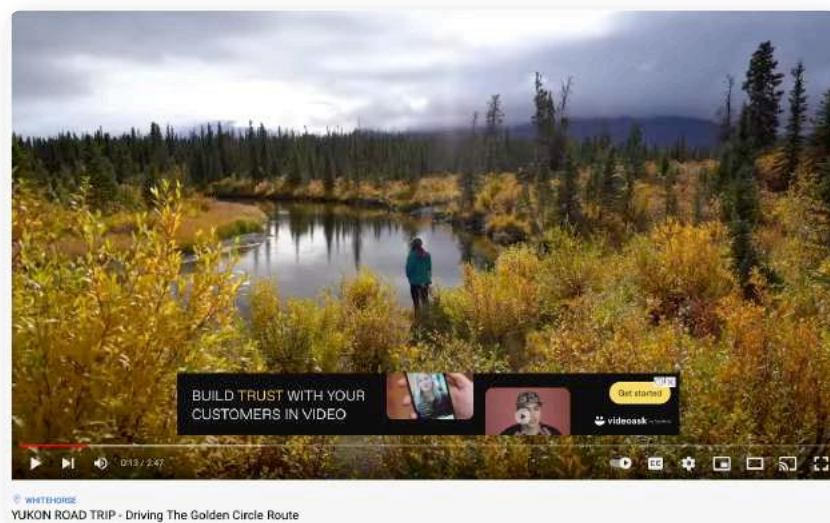 BUILD TRUST WITH YOUR
CUSTOMERS IN VIDEO
Get started
videoask
0:13 / 2:47
CC
WHITEHORSE
YUKON ROAD TRIP - Driving The Golden Circle Route